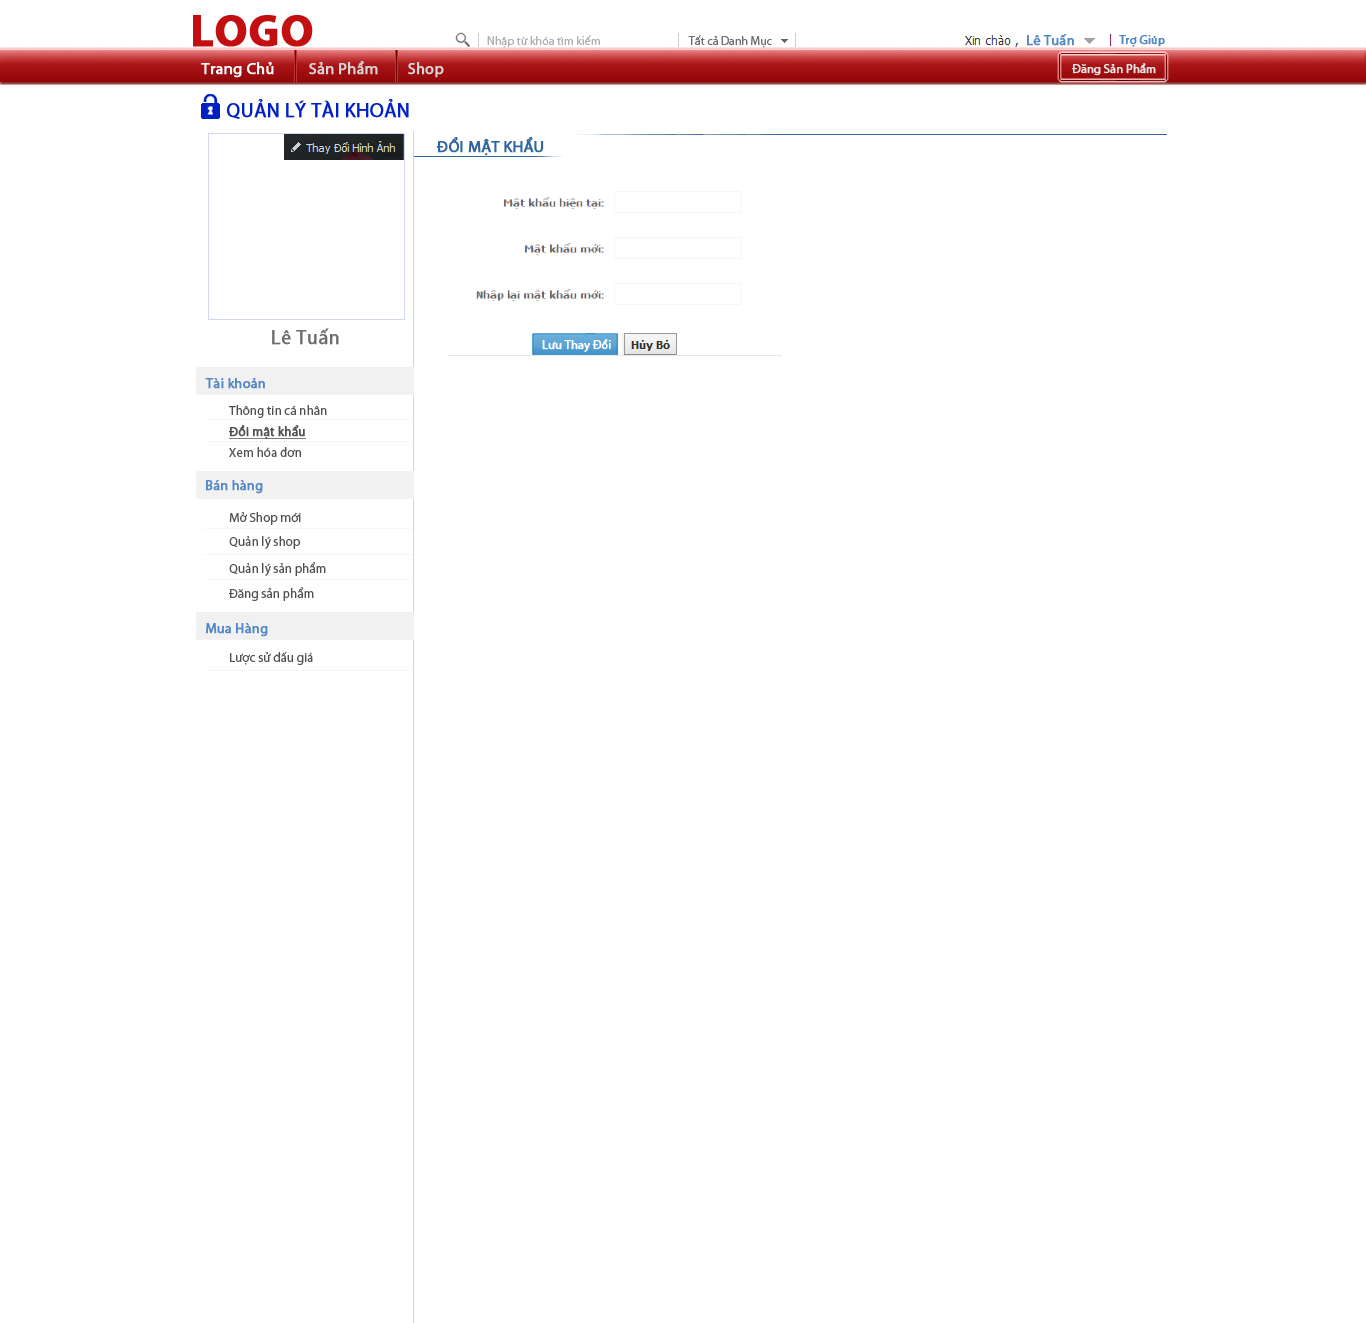 LOGO
Nhập từ khóa tìm kiếm
Tất cả Danh Mục
Xin chào , Lê Tuấn
Trợ Giúp
Trang Chủ
Sản Phẩm
Shop
Đăng Sản Phẩm
QUẢN LÝ TÀI KHOẢN
Thay Đổi Hình Ảnh
Lê Tuấn
Tài khoản
Thông tin cá nhân
Đổi mật khẩu
Xem hóa đơn
Bán hàng
Mở Shop mới
Quản lý shop
Quản lý sản phẩm
Đăng sản phẩm
Mua Hàng
Lược sử đấu giá
ĐỔI MẬT KHẨU
Mật khẩu hiện tại:
Mật khẩu mới:
Nhập lại mật khẩu mới:
Lưu Thay Đổi
Hủy Bỏ